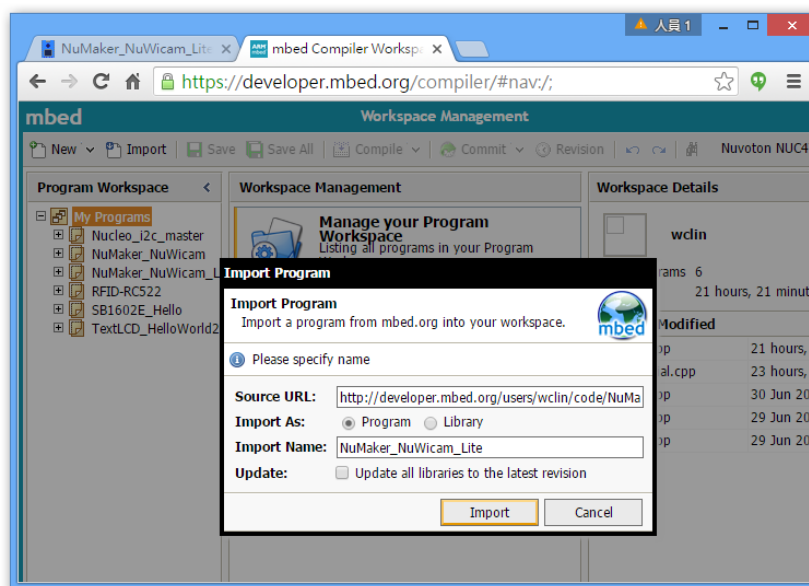 人員 1
NuMaker_NuWicam_Lite
mbed Compiler Workspa
https://developer.mbed.org/compiler/#nav:/;
mbed
Workspace Management
New Import Save Save All Compile Commit Revision Nuvoton NUC4
Program Workspace
Workspace Management
Workspace Details
My Programs
Nucleo_i2c_master
NuMaker_NuWicam
NuMaker_NuWicam_L
RFID-RC522
SB1602E_Hello
TextLCD_HelloWorld2
Manage your Program
Workspace
Listing all programs in your Program
wclin
rams 6
21 hours, 21 minut
Modified
pp 21 hours,
al.cpp 23 hours,
pp 30 Jun 20
pp 29 Jun 20
pp 29 Jun 20
Import Program
Import Program
Import a program from mbed.org into your workspace.
mbed
Please specify name
Source URL: http://developer.mbed.org/users/wclin/code/NuMa
Import As: Program Library
Import Name: NuMaker_NuWicam_Lite
Update: Update all libraries to the latest revision
Import Cancel